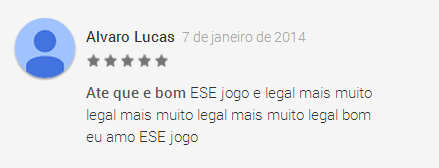 Alvaro Lucas 7 de janeiro de 2014
Ate que e bom ESE jogo e legal mais muito
legal mais muito legal mais muito legal bom
eu amo ESE jogo